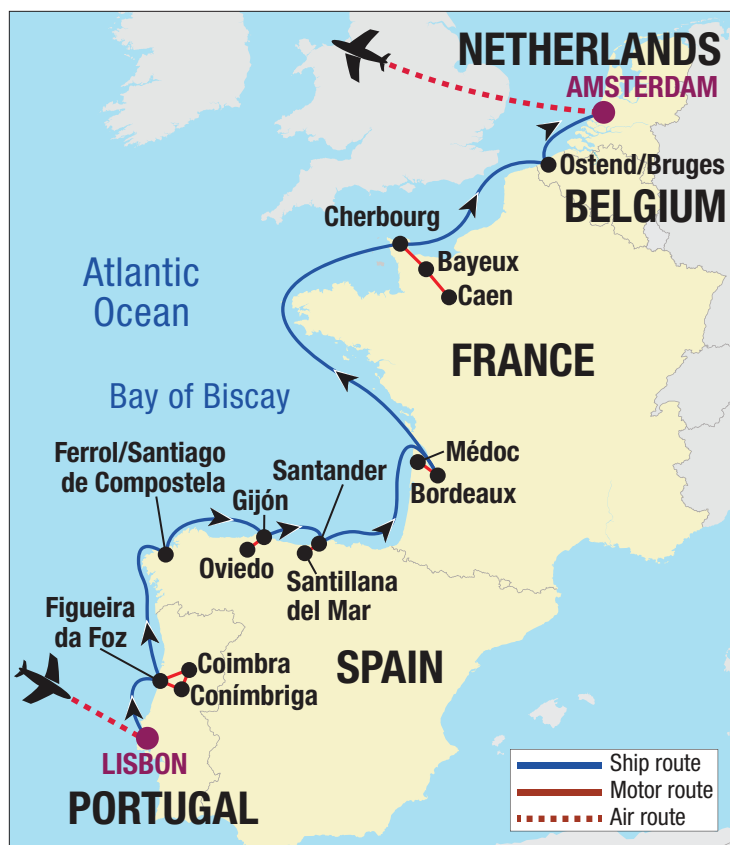 NETHERLANDS
AMSTERDAM
Ostend/Bruges
BELGIUM
Cherbourg
Bayeux
Caen
Atlantic
Ocean
FRANCE
Bay of Biscay
Médoc
Bordeaux
Ferrol/Santiago
de Compostela
Santander
Gijón
Oviedo
Santillana
del Mar
Figueira
da Foz
Coimbra
Conímbriga
SPAIN
LISBON
PORTUGAL
Ship route
Motor route
Air route